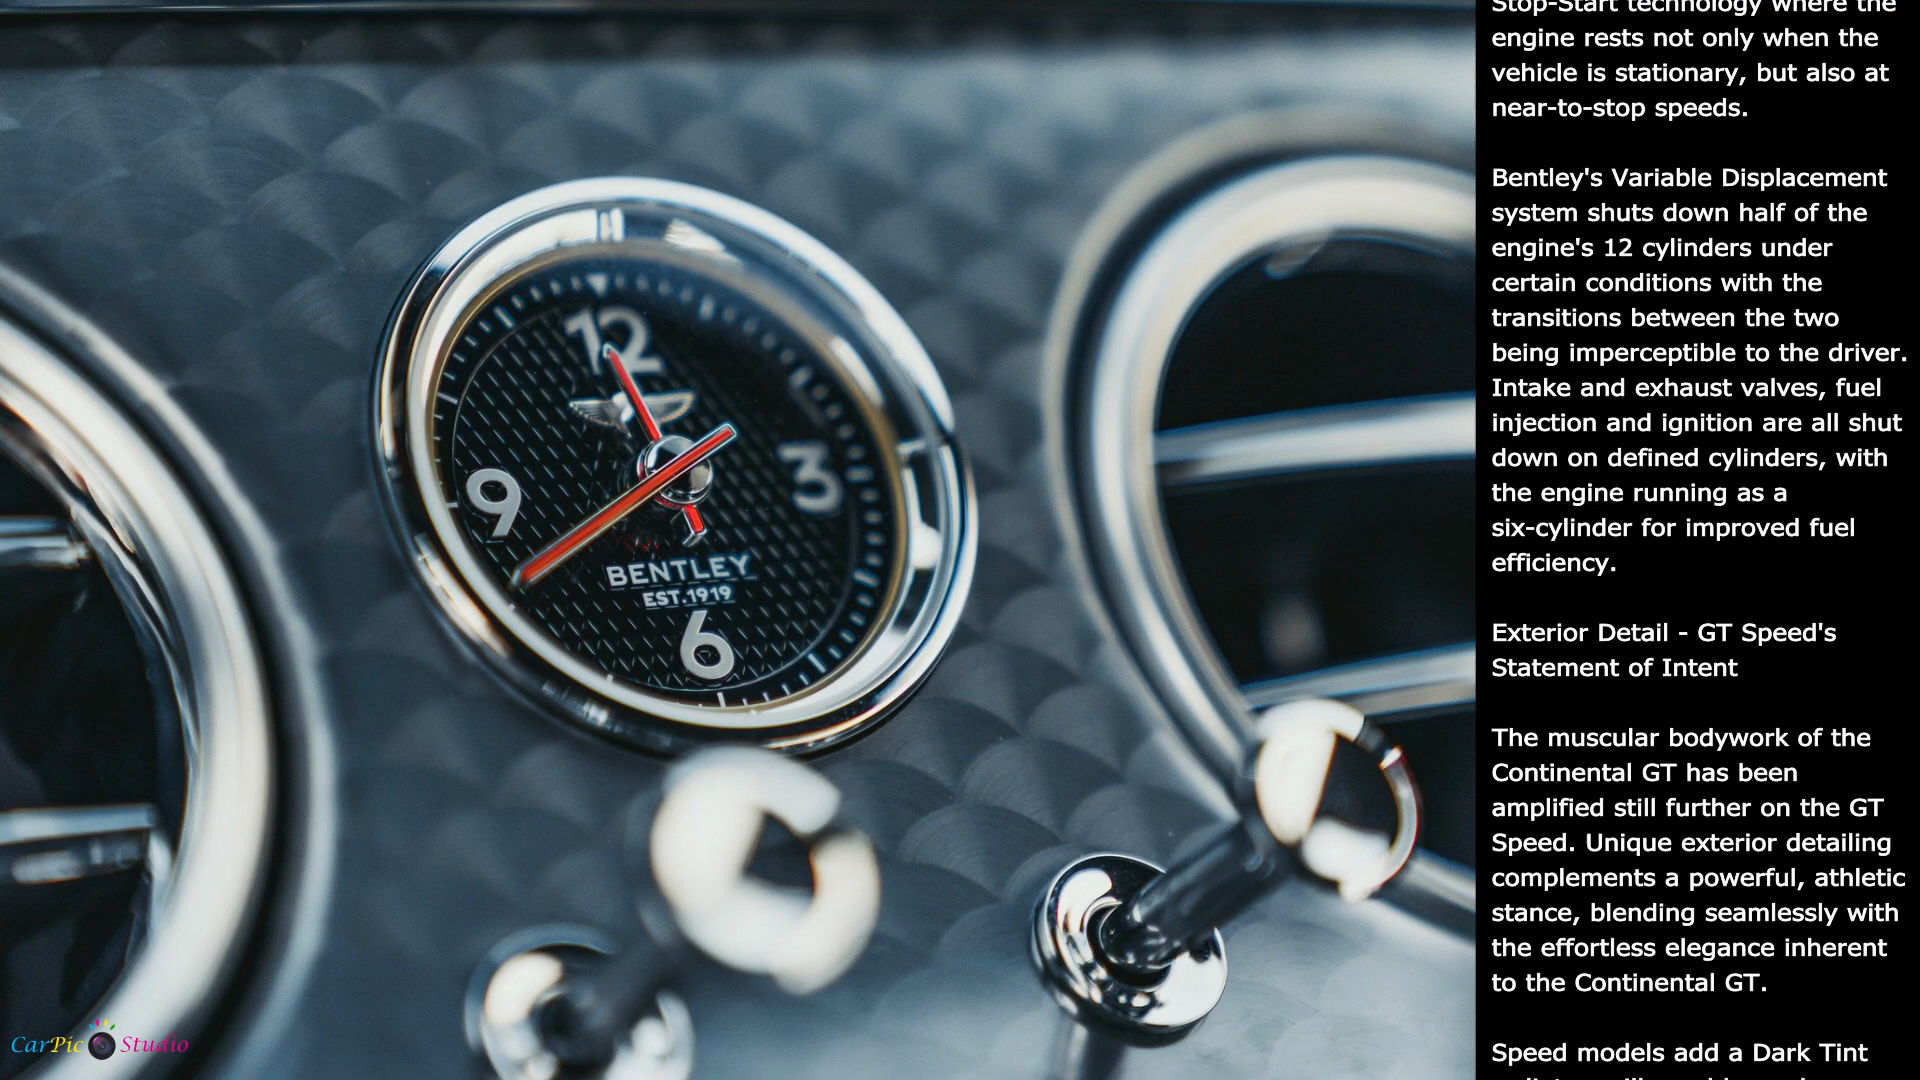 12
3
9
BENTLEY
EST.1919
6
CarPic Studio
Stop-Start technology where the
engine rests not only when the
vehicle is stationary, but also at
near-to-stop speeds.
Bentley's Variable Displacement
system shuts down half of the
engine's 12 cylinders under
certain conditions with the
transitions between the two
being imperceptible to the driver.
Intake and exhaust valves, fuel
injection and ignition are all shut
down on defined cylinders, with
the engine running as a
six-cylinder for improved fuel
efficiency.
Exterior Detail - GT Speed's
Statement of Intent
The muscular bodywork of the
Continental GT has been
amplified still further on the GT
Speed. Unique exterior detailing
complements a powerful, athletic
stance, blending seamlessly with
the effortless elegance inherent
to the Continental GT.
Speed models add a Dark Tint